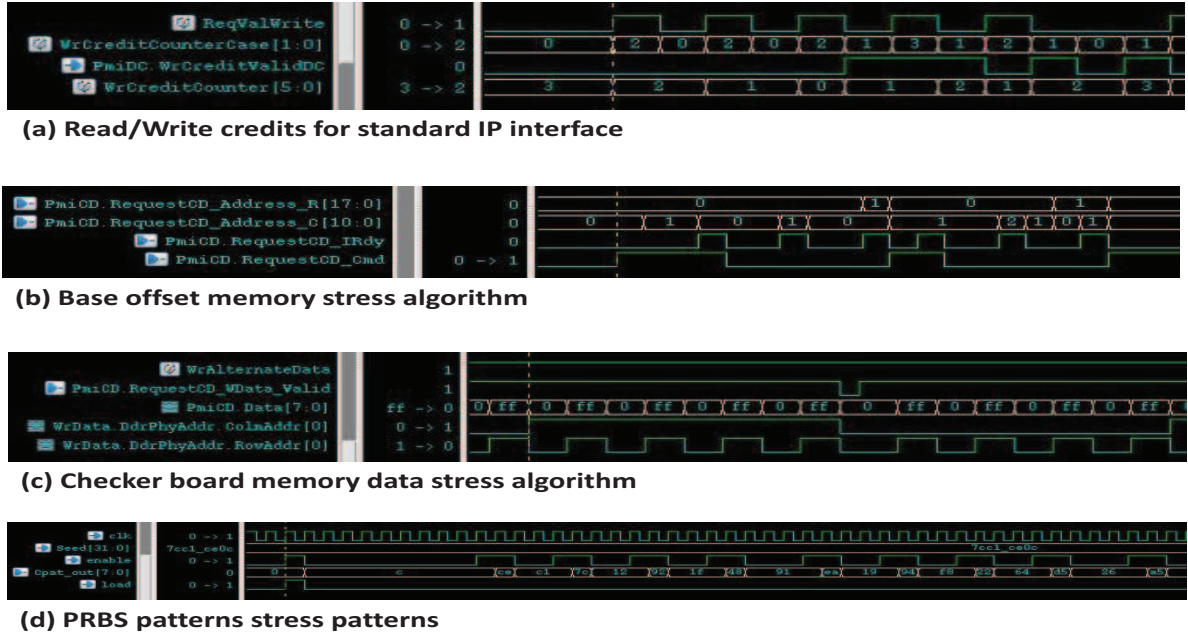 ReqValWrite 0 -> 1
WrCreditCounterCase[1:0] 0 -> 2 0 2 0 2 0 2 1 3 1 2 1 0 1
PmiDC.WrCreditValidDC 0
WrCreditCounter[5:0] 3 -> 2 3 2 1 0 1 2 1 2 3
(a) Read/Write credits for standard IP interface
PmiCD.RequestCD_Address_R[17:0] 0 0 1 0 1
PmiCD.RequestCD_Address_C[10:0] 0 0 1 0 1 0 1 2 1 0 1
PmiCD.RequestCD_IRdy 0
PmiCD.RequestCD_Cmd 0 -> 1
(b) Base offset memory stress algorithm
WrAlternateData 1
PmiCD.RequestCD_WData_Valid 1
PmiCD.Data[7:0] ff -> 0 0 ff 0 ff 0 ff 0 ff 0 ff 0 ff 0 ff 0 ff 0 ff
WrData.DdrPhyAddr.ColmAddr[0] 0 -> 1
WrData.DdrPhyAddr.RowAddr[0] 1 -> 0
(c) Checker board memory data stress algorithm
clk 0 -> 1
Seed[31:0] 7cc1_ce0c 7cc1_ce0c
enable 0 -> 1
Opat_out[7:0] 0 0 c ce c1 7c 12 92 1f 48 91 ea 19 94 f8 22 64 d5 26 a5
load 0 -> 1
(d) PRBS patterns stress patterns